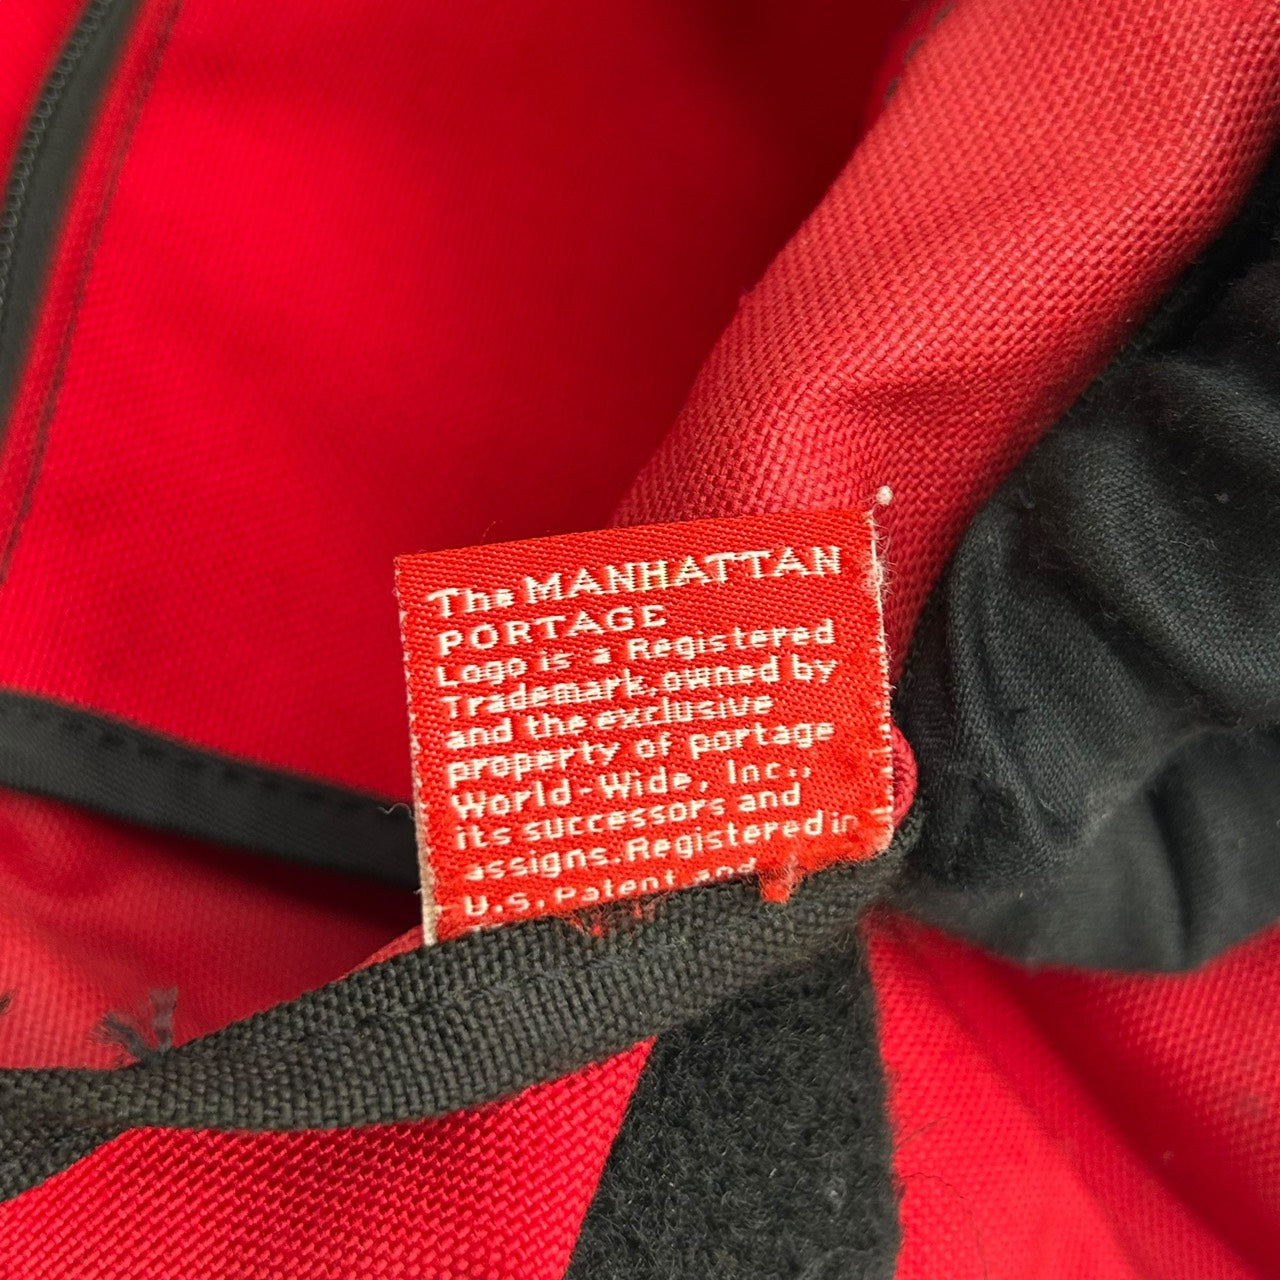 The MANHATTAN
PORTAGE
Logo is a Registered
Trademark, owned by
and the exclusive
property of portage
World-Wide, Inc.,
its successors and
assigns. Registered in
U.S. Patent and